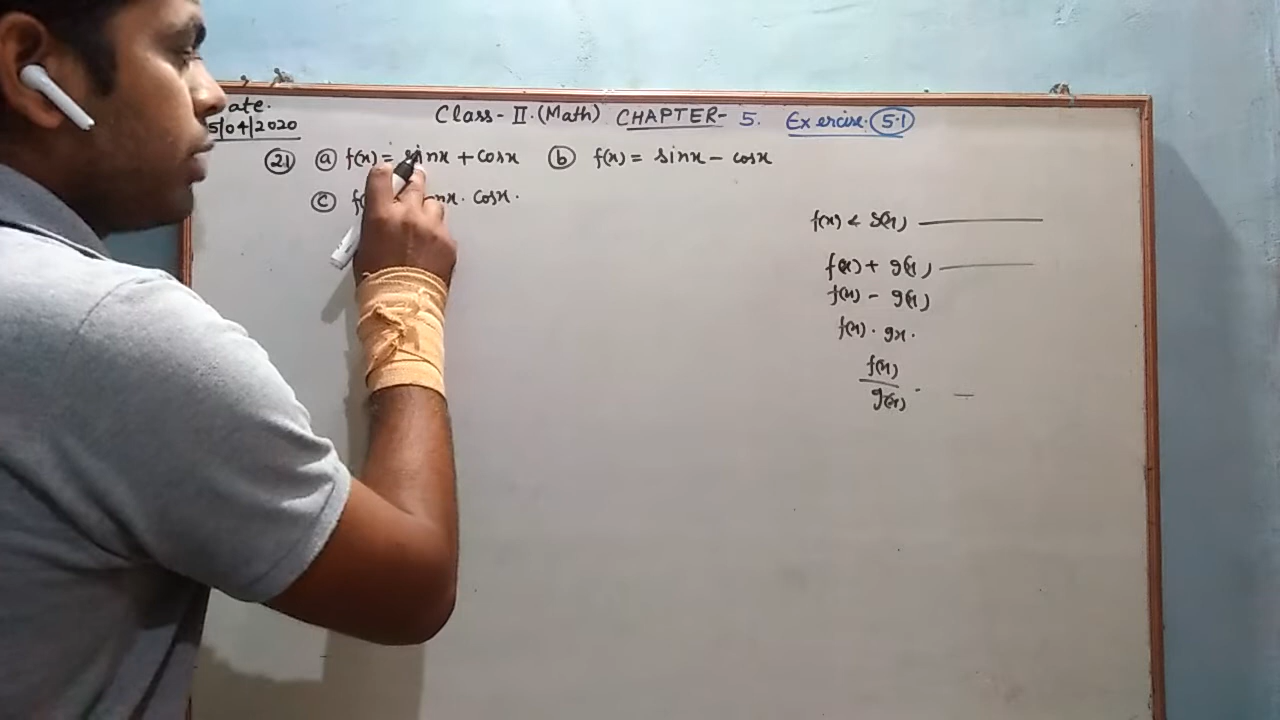 ate. Class - II. (Math) CHAPTER- 5. Exercise. 5.1
5/04/2020
21 a f(x) = sinx + cosx b f(x) = sinx - cosx
c nx. cosx.
f(x)
f(x) + g(x)
f(x) - g(x)
f(x) . gx.
f(x)
g(x)